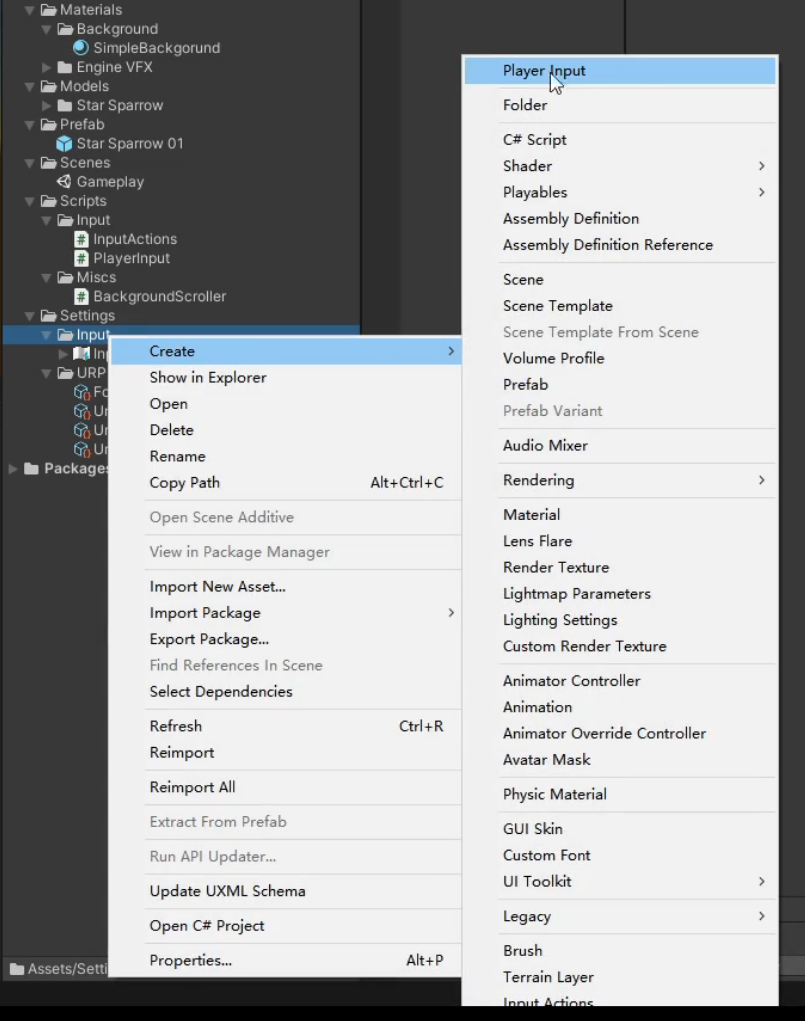 Materials
Background
SimpleBackgorund
Engine VFX
Models
Star Sparrow
Prefab
Star Sparrow 01
Scenes
Gameplay
Scripts
Input
InputActions
PlayerInput
Miscs
BackgroundScroller
Settings
Input
URP
Packages
Assets/Setti
Create
Show in Explorer
Open
Delete
Rename
Copy Path Alt+Ctrl+C
Open Scene Additive
View in Package Manager
Import New Asset...
Import Package
Export Package...
Find References In Scene
Select Dependencies
Refresh Ctrl+R
Reimport
Reimport All
Extract From Prefab
Run API Updater...
Update UXML Schema
Open C# Project
Properties... Alt+P
Player Input
Folder
C# Script
Shader
Playables
Assembly Definition
Assembly Definition Reference
Scene
Scene Template
Scene Template From Scene
Volume Profile
Prefab
Prefab Variant
Audio Mixer
Rendering
Material
Lens Flare
Render Texture
Lightmap Parameters
Lighting Settings
Custom Render Texture
Animator Controller
Animation
Animator Override Controller
Avatar Mask
Physic Material
GUI Skin
Custom Font
UI Toolkit
Legacy
Brush
Terrain Layer
Input Actions